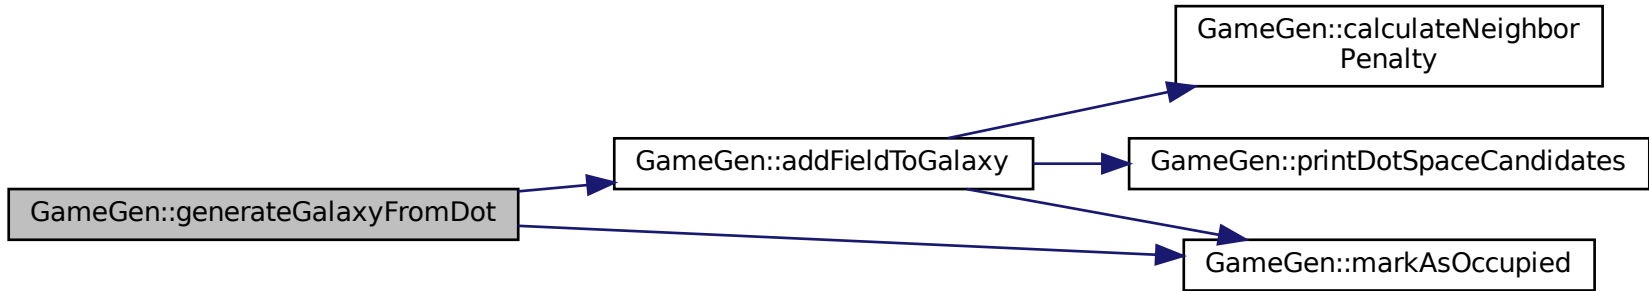 GameGen::calculateNeighbor
Penalty
GameGen::addFieldToGalaxy
GameGen::printDotSpaceCandidates
GameGen::generateGalaxyFromDot
GameGen::markAsOccupied